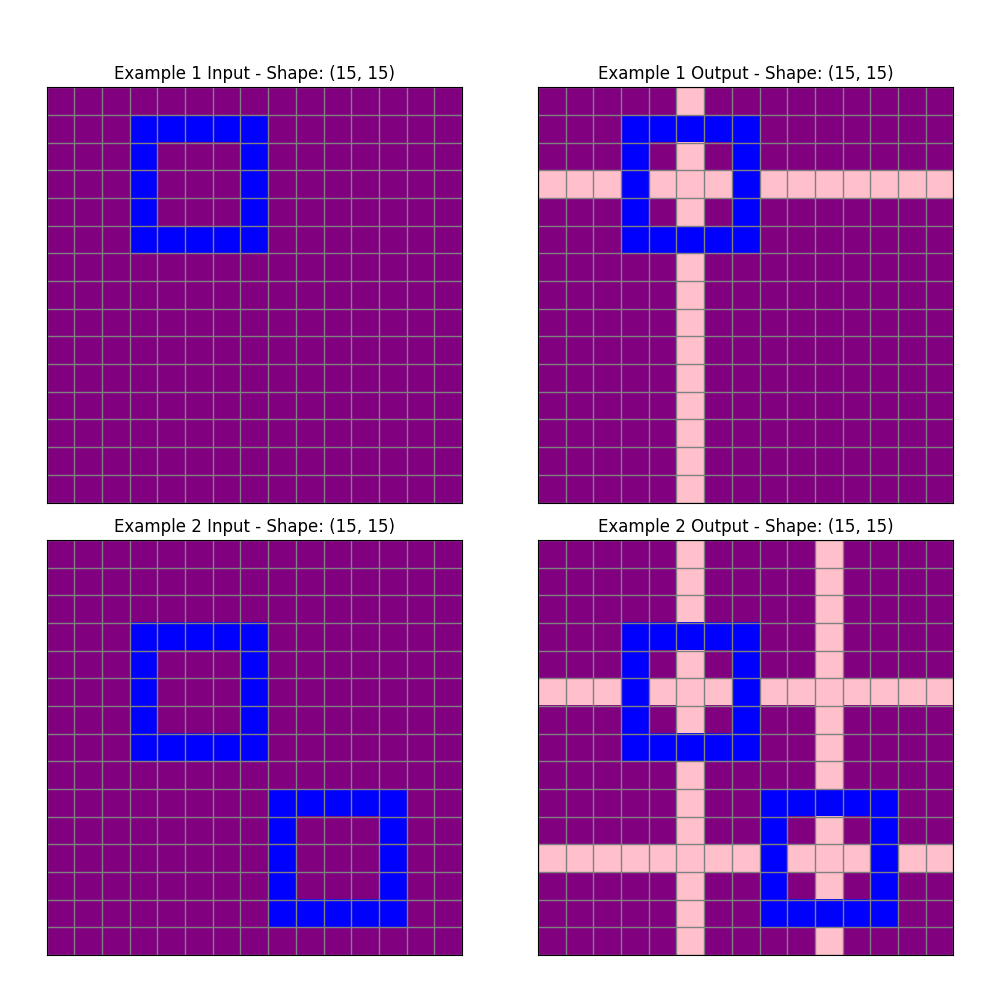 Example 1 Input - Shape: (15, 15)
Example 1 Output - Shape: (15, 15)
Example 2 Input - Shape: (15, 15)
Example 2 Output - Shape: (15, 15)